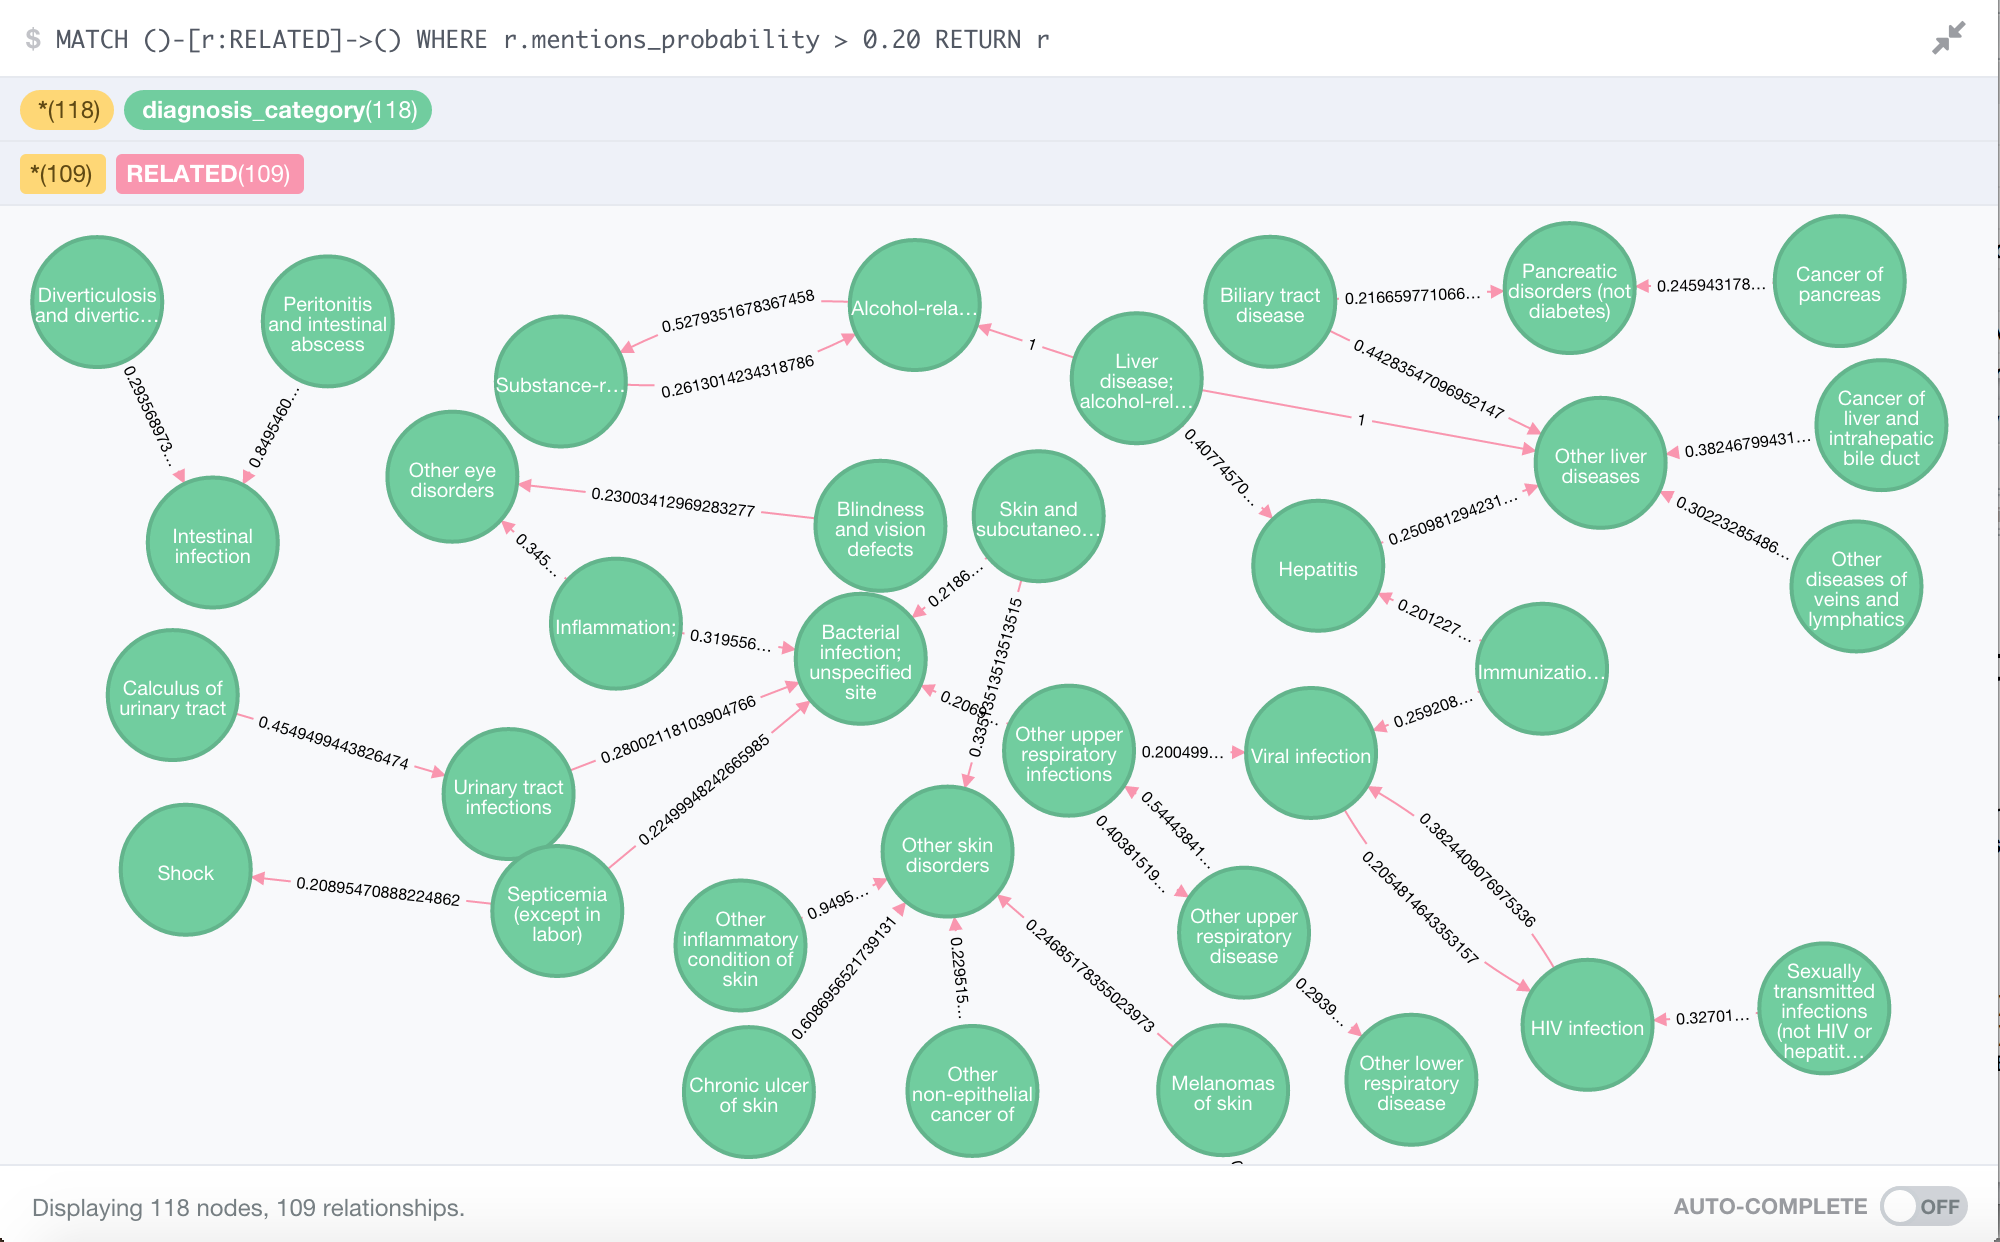 $ MATCH ()-[r:RELATED]->() WHERE r.mentions_probability > 0.20 RETURN r
*(118) diagnosis_category(118)
*(109) RELATED(109)
Diverticulosis
and divertic…
Peritonitis
and intestinal
abscess
0.293568973…
0.8495460…
Intestinal
infection
Substance-r…
0.5279351678367458
0.2613014234318786
Alcohol-rela…
1
Liver
disease;
alcohol-rel…
1
0.40774570…
Biliary tract
disease
0.216659771066…
0.44283547096952147
Pancreatic
disorders (not
diabetes)
0.245943178…
Cancer of
pancreas
Other liver
diseases
0.38246799431…
Cancer of
liver and
intrahepatic
bile duct
0.30223285486…
Other
diseases of
veins and
lymphatics
Hepatitis
0.250981294231…
0.201227…
Immunizatio…
0.259208…
Other eye
disorders
0.23003412969283277
Blindness
and vision
defects
0.345…
Inflammation;
0.319556…
Skin and
subcutaneo…
0.2186…
Bacterial
infection;
unspecified
site
Calculus of
urinary tract
0.454949944382647​4
Urinary tract
infections
0.28002118103904766
0.2249994824266598​5
Septicemia
(except in
labor)
0.20895470888224862
Shock
Other upper
respiratory
infections
0.200499…
Viral infection
0.54443841…
0.40381519…
Other upper
respiratory
disease
0.2939…
Other lower
respiratory
disease
0.382440907697533​6
0.2054814643353157
HIV infection
0.32701…
Sexually
transmitted
infections
(not HIV or
hepatit…
Other skin
disorders
0.9495…
Other
inflammatory
condition of
skin
0.6086956521739131
Chronic ulcer
of skin
0.229515…
Other
non-epithelial
cancer of
0.24685178355023973
Melanomas
of skin
Displaying 118 nodes, 109 relationships.
AUTO-COMPLETE OFF